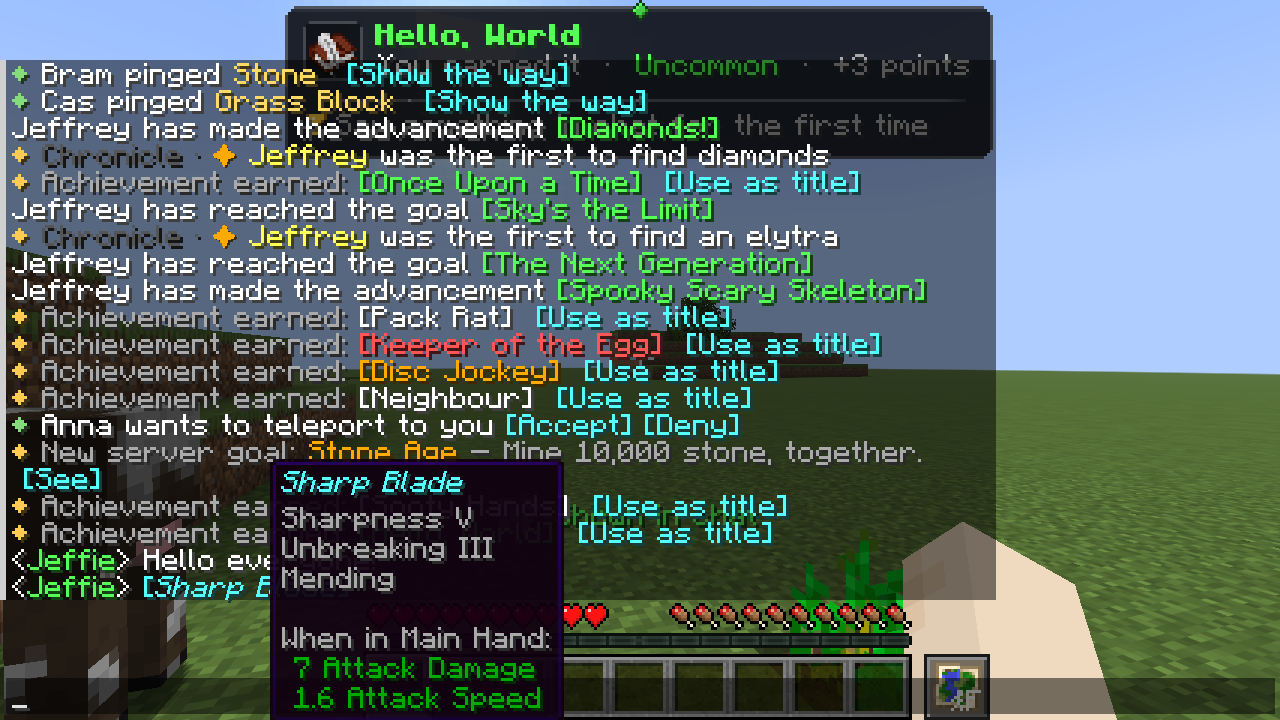 Hello, World
You earned it · Uncommon · +3 points
Bram pinged Stone [Show the way]
Cas pinged Grass Block [Show the way]
the first time
Jeffrey has made the advancement [Diamonds!]
Chronicle · Jeffrey was the first to find diamonds
Achievement earned: [Once Upon a Time] [Use as title]
Jeffrey has reached the goal [Sky's the Limit]
Chronicle · Jeffrey was the first to find an elytra
Jeffrey has reached the goal [The Next Generation]
Jeffrey has made the advancement [Spooky Scary Skeleton]
Achievement earned: [Pack Rat] [Use as title]
Achievement earned: [Keeper of the Egg] [Use as title]
Achievement earned: [Disc Jockey] [Use as title]
Achievement earned: [Neighbour] [Use as title]
Anna wants to teleport to you [Accept] [Deny]
New server goal: Stone Age — Mine 10,000 stone, together.
[See]
Achievement [Use as title]
Achievement [Use as title]
<Jeffie> Hello
<Jeffie> [Sharp
Sharp Blade
Sharpness V
Unbreaking III
Mending
When in Main Hand:
7 Attack Damage
1.6 Attack Speed